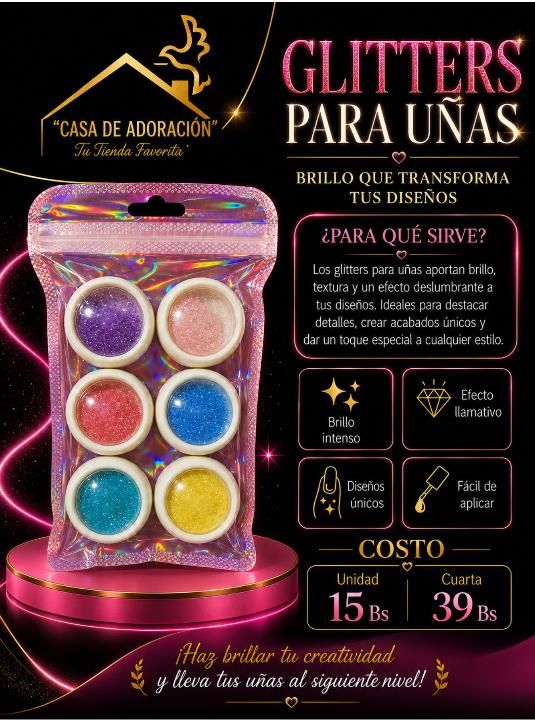 "CASA DE ADORACIÓN"
Tu Tienda Favorita
GLITTERS
PARA UÑAS
BRILLO QUE TRANSFORMA
TUS DISEÑOS
¿PARA QUÉ SIRVE?
Los glitters para uñas aportan brillo,
textura y un efecto deslumbrante a
tus diseños. Ideales para destacar
detalles, crear acabados únicos y
dar un toque especial a cualquier estilo.
Brillo
intenso
Efecto
llamativo
Diseños
únicos
Fácil de
aplicar
COSTO
Unidad
15 Bs
Cuarta
39 Bs
¡Haz brillar tu creatividad
y lleva tus uñas al siguiente nivel!